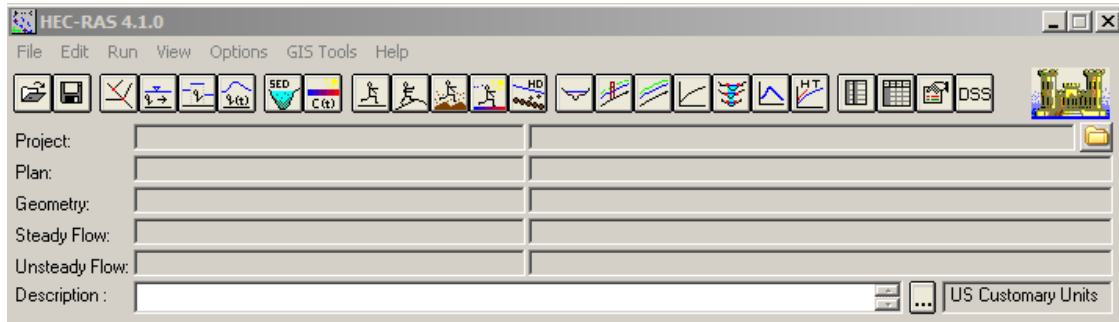 HEC-RAS 4.1.0
File Edit Run View Options GIS Tools Help
SED C(t) HD HT DSS
Project:
Plan:
Geometry:
Steady Flow:
Unsteady Flow:
Description : ... US Customary Units